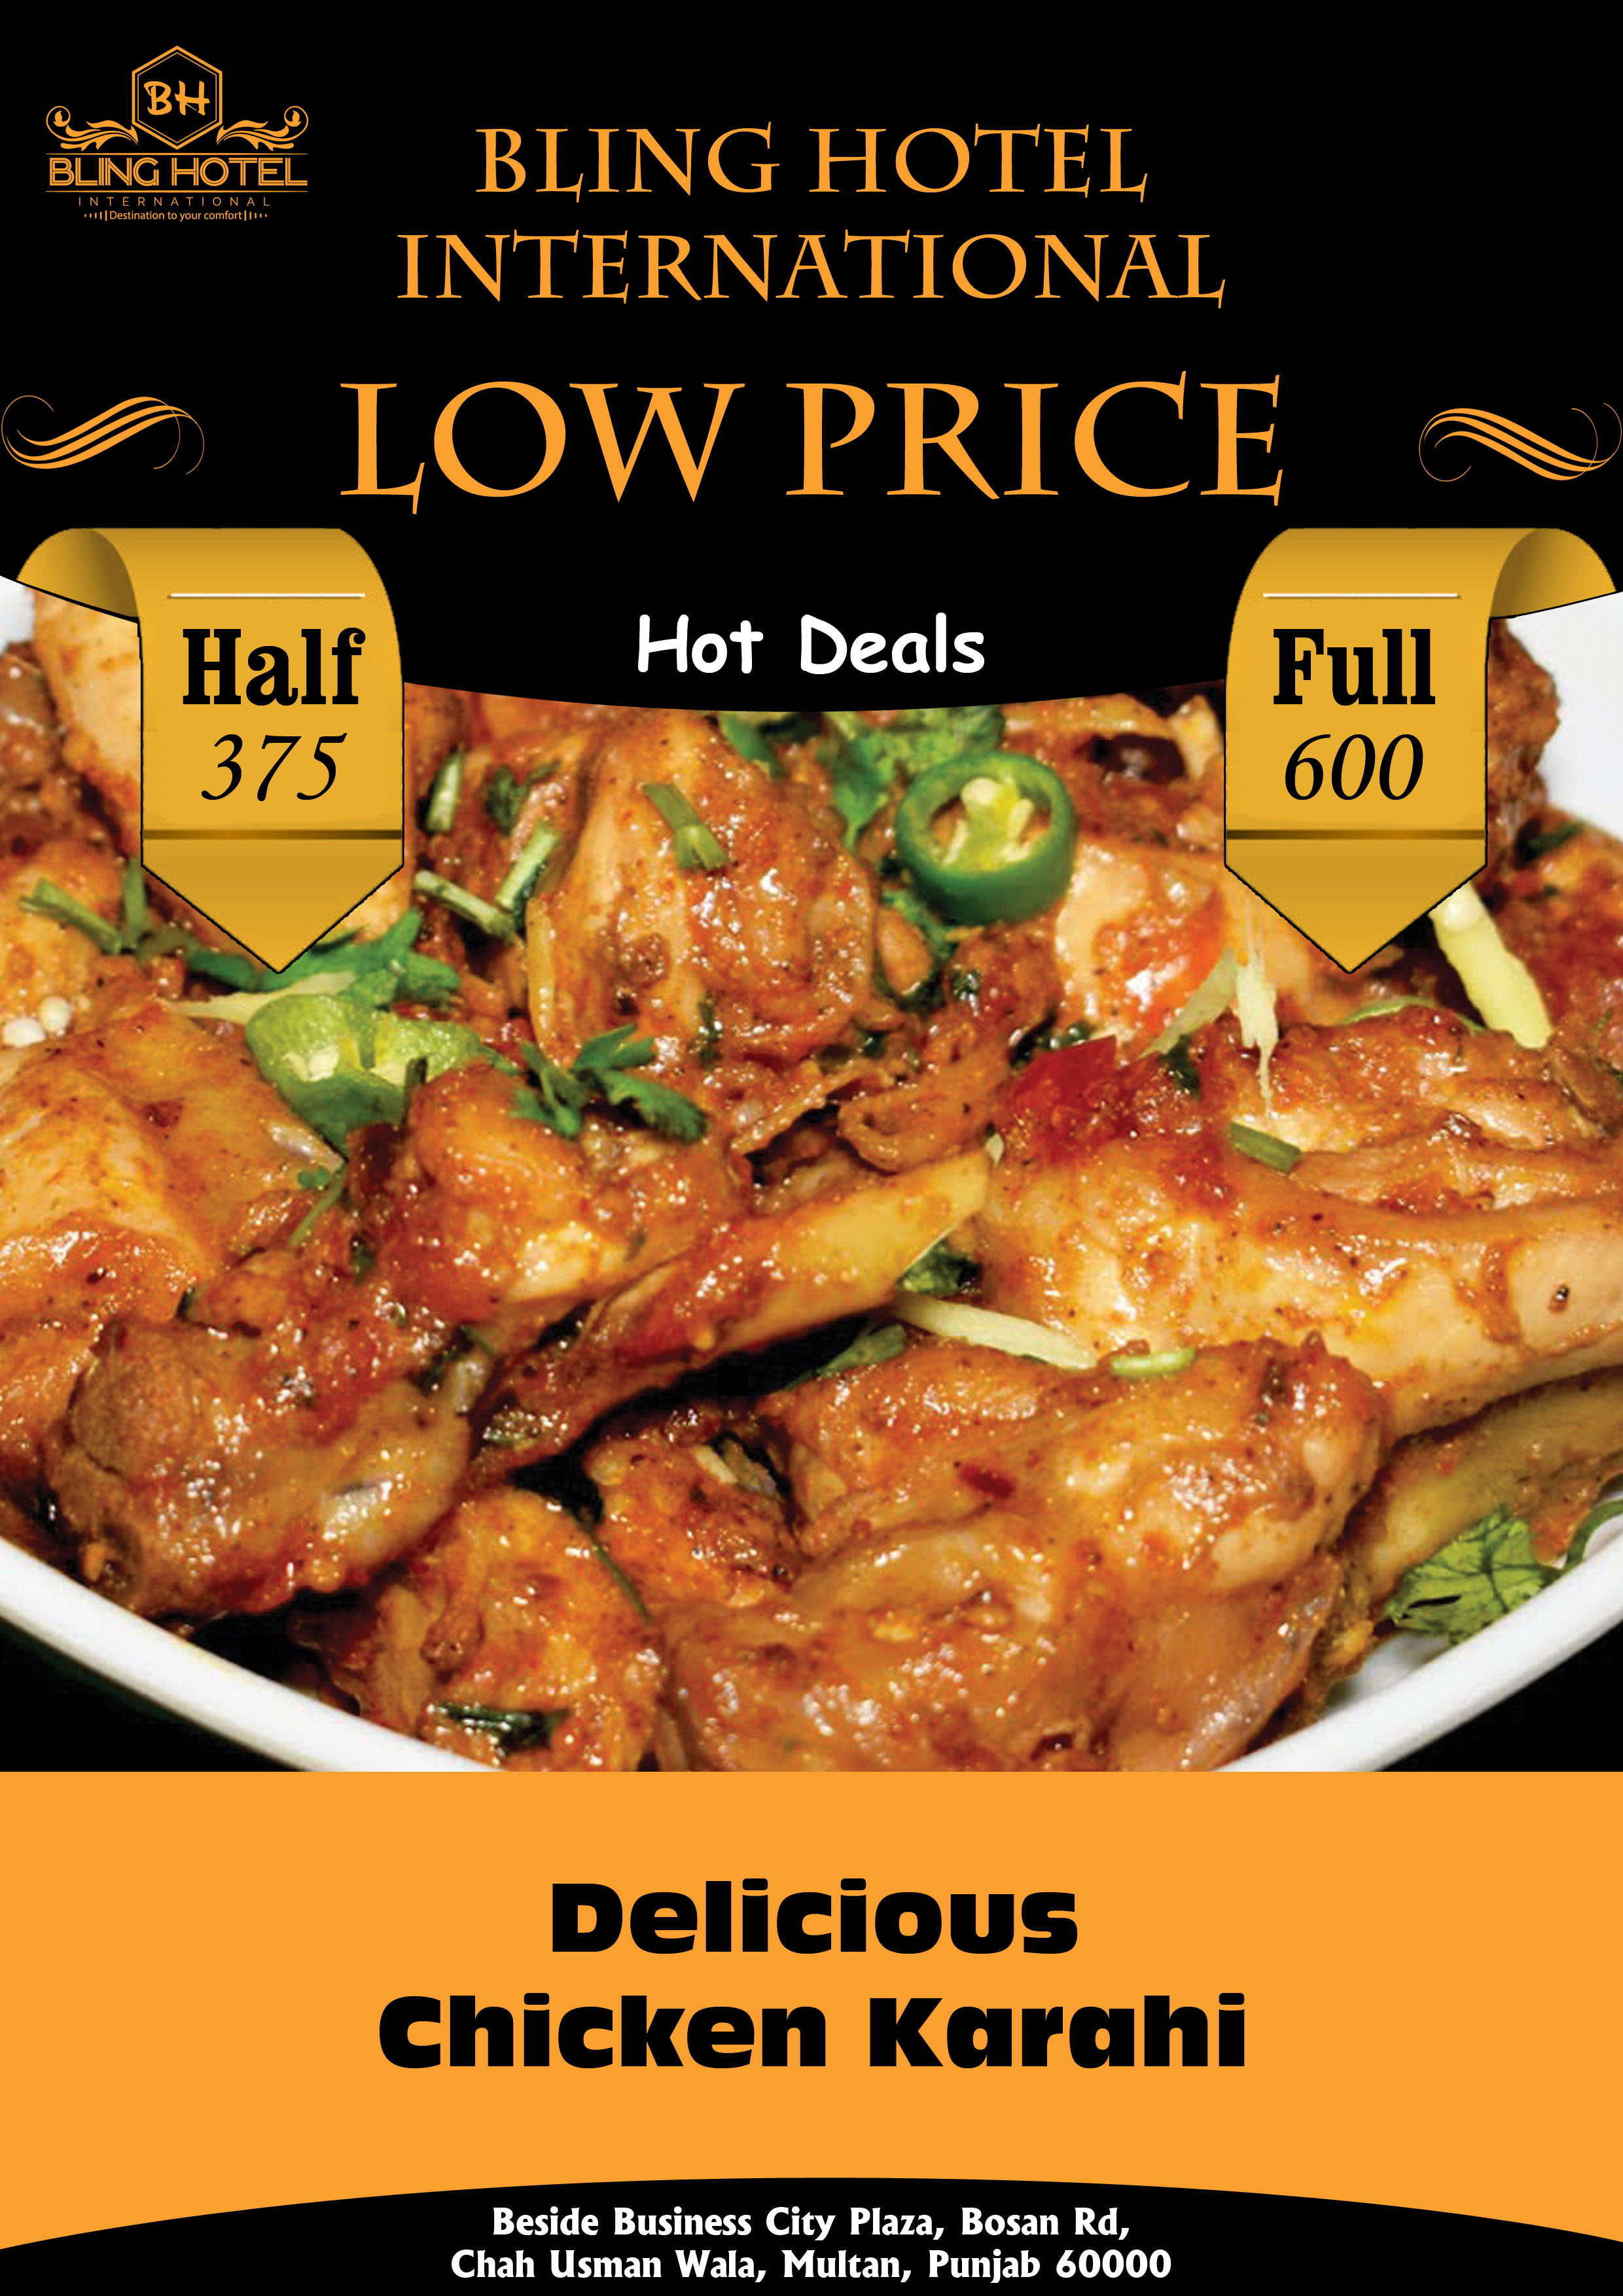 BH
BLING HOTEL
INTERNATIONAL
Destination to your comfort
BLING HOTEL
INTERNATIONAL
LOW PRICE
Hot Deals
Half
375
Full
600
Delicious
Chicken Karahi
Beside Business City Plaza, Bosan Rd,
Chah Usman Wala, Multan, Punjab 60000